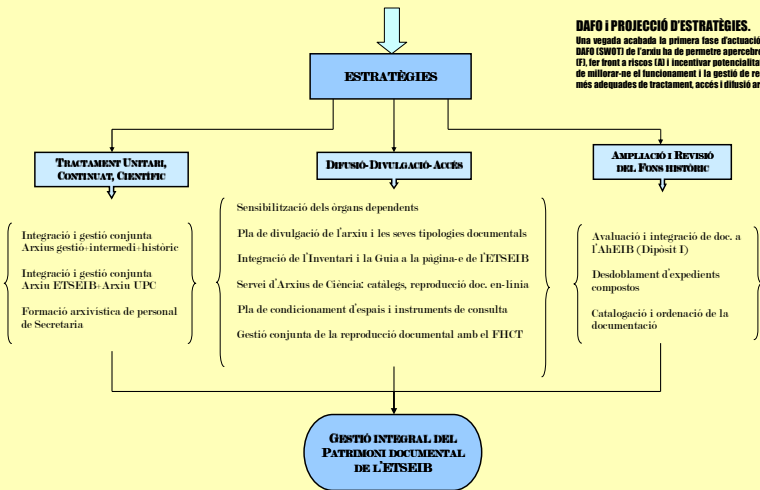 DAFO i PROJECCIÓ D'ESTRATÈGIES.
Una vegada acabada la primera fase d'actuació
DAFO (SWOT) de l'arxiu ha de permetre apercebre
(F), fer front a riscos (A) i incentivar potencialitat
de millorar-ne el funcionament i la gestió de re
més adequades de tractament, accés i difusió ar
ESTRATÈGIES
TRACTAMENT UNITARI,
CONTINUAT, CIENTÍFIC
Integració i gestió conjunta
Arxius gestió+intermedi+històric
Integració i gestió conjunta
Arxiu ETSEIB+Arxiu UPC
Formació arxivística de personal
de Secretaria
DIFUSIÓ-DIVULGACIÓ-ACCÉS
Sensibilització dels òrgans dependents
Pla de divulgació de l'arxiu i les seves tipologies documentals
Integració de l'Inventari i la Guia a la pàgina-e de l'ETSEIB
Servei d'Arxius de Ciència: catàlegs, reproducció doc. en-línia
Pla de condicionament d'espais i instruments de consulta
Gestió conjunta de la reproducció documental amb el FHCT
AMPLIACIÓ I REVISIÓ
DEL FONS HISTÒRIC
Avaluació i integració de doc. a
l'AhEIB (Dipòsit I)
Desdoblament d'expedients
compostos
Catalogació i ordenació de la
documentació
GESTIÓ INTEGRAL DEL
PATRIMONI DOCUMENTAL
DE L'ETSEIB